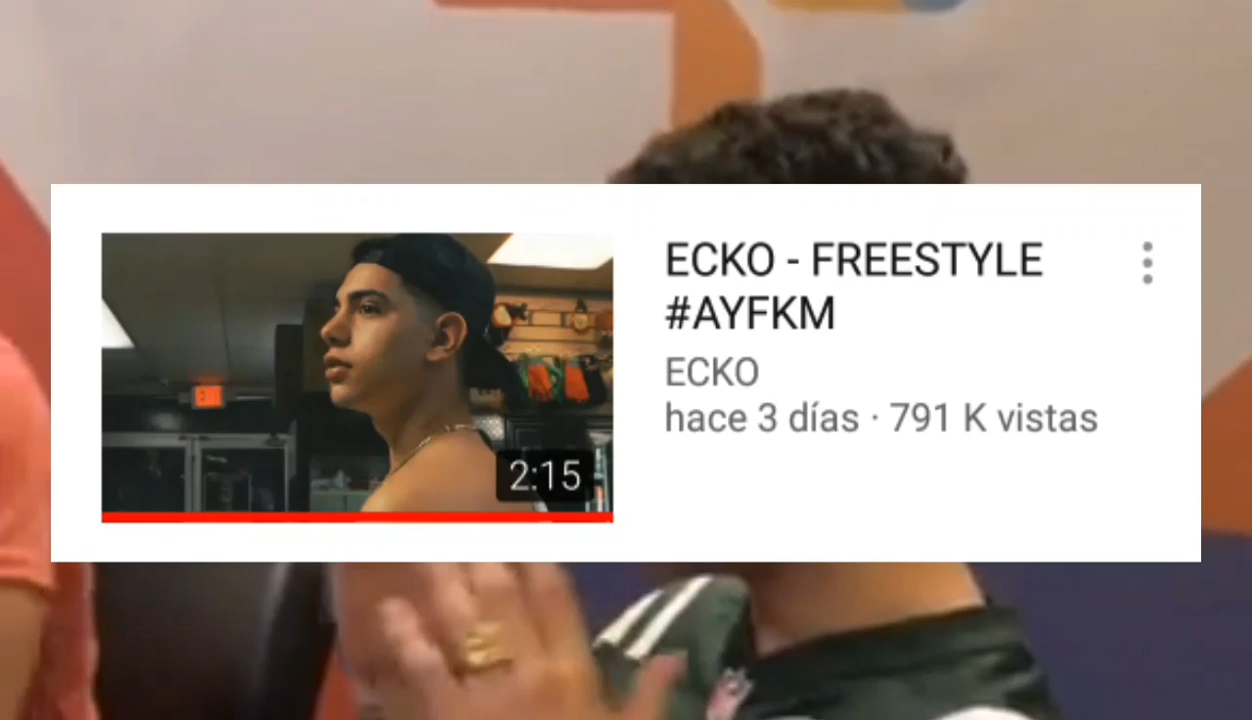 ECKO - FREESTYLE
#AYFKM
ECKO
hace 3 días · 791 K vistas
2:15